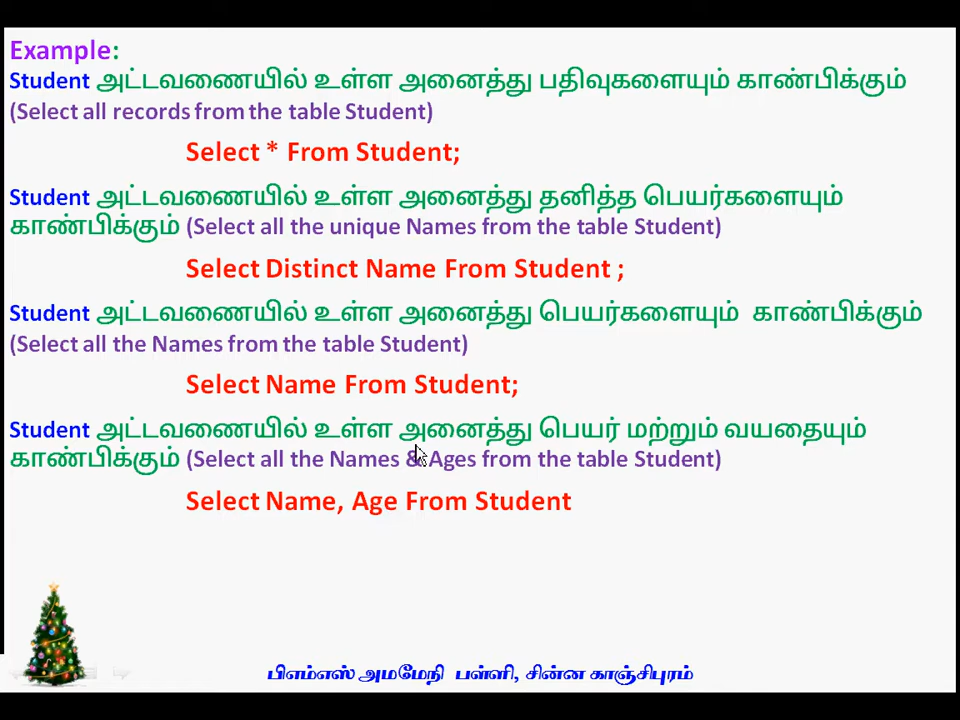 Example:
Student அட்டவணையில் உள்ள அனைத்து பதிவுகளையும் காண்பிக்கும்
(Select all records from the table Student)
Select * From Student;
Student அட்டவணையில் உள்ள அனைத்து தனித்த பெயர்களையும்
காண்பிக்கும் (Select all the unique Names from the table Student)
Select Distinct Name From Student ;
Student அட்டவணையில் உள்ள அனைத்து பெயர்களையும் காண்பிக்கும்
(Select all the Names from the table Student)
Select Name From Student;
Student அட்டவணையில் உள்ள அனைத்து பெயர் மற்றும் வயதையும்
காண்பிக்கும் (Select all the Names & Ages from the table Student)
Select Name, Age From Student
பிஎம்எஸ் அமமேநி பள்ளி, சின்ன காஞ்சிபுரம்